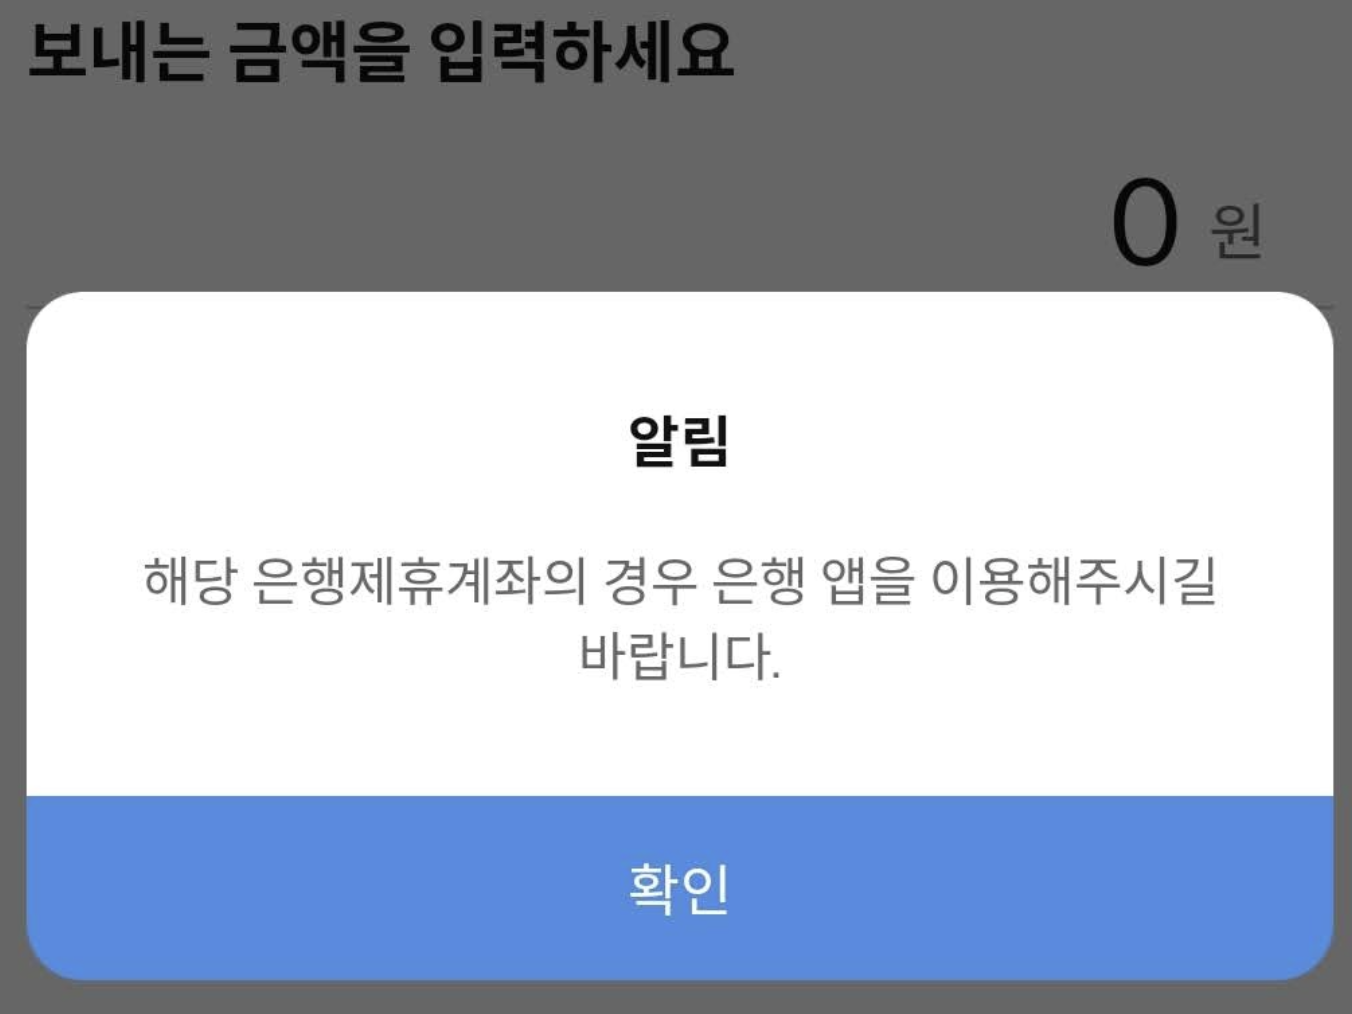 보내는 금액을 입력하세요
0 원
알림
해당 은행제휴계좌의 경우 은행 앱을 이용해주시길
바랍니다.
확인